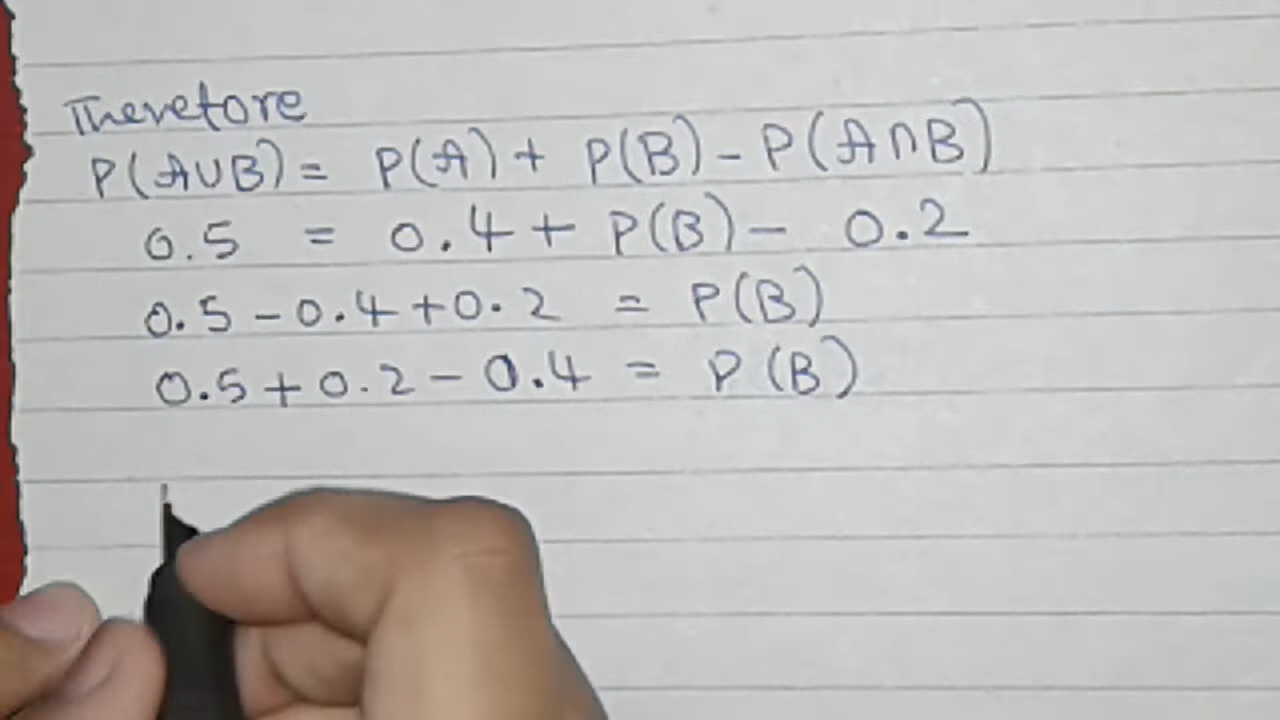 Therefore
P(A∪B) = P(A) + P(B) - P(A∩B)
0.5 = 0.4 + P(B) - 0.2
0.5 - 0.4 + 0.2 = P(B)
0.5 + 0.2 - 0.4 = P(B)